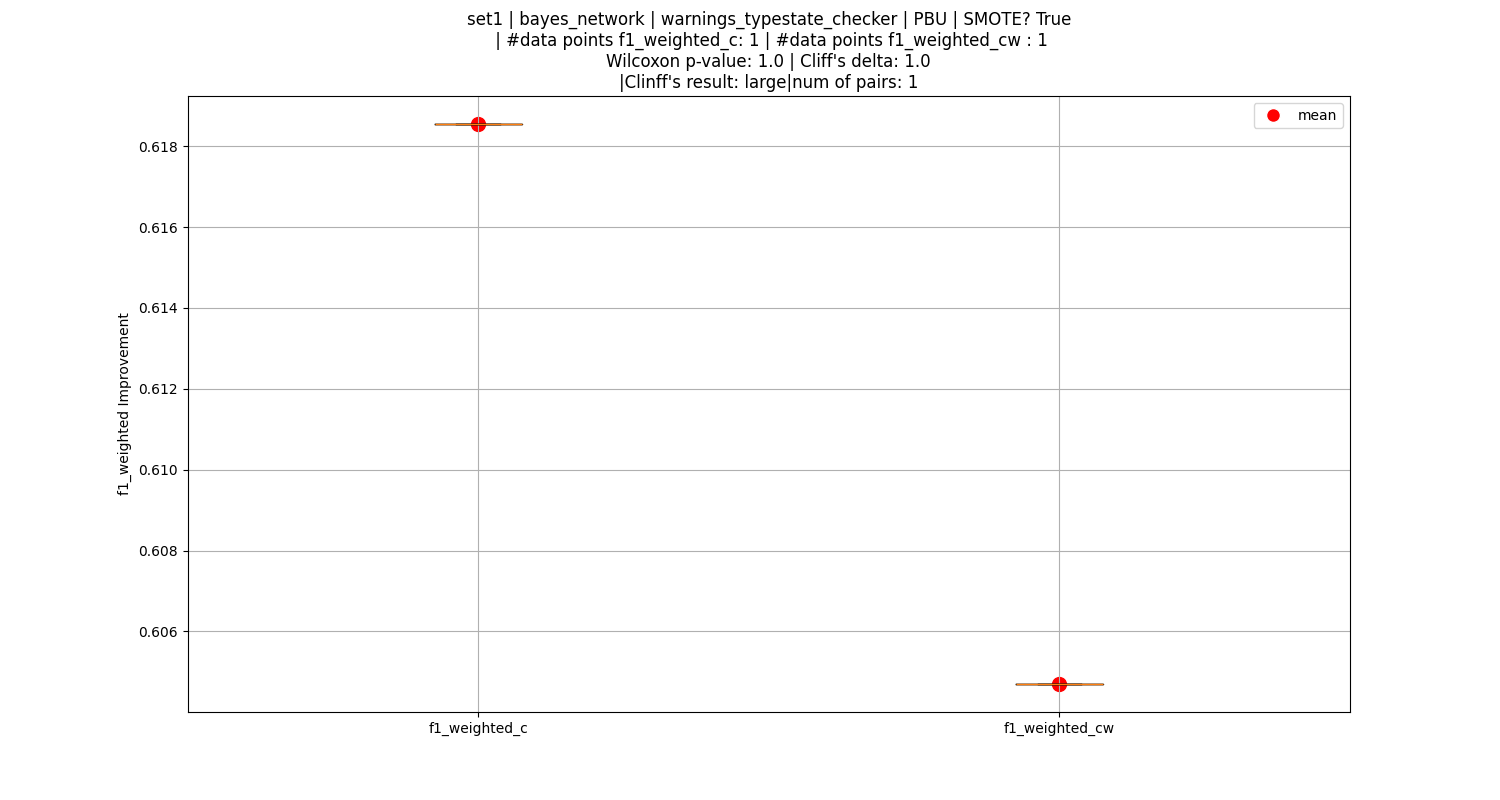 set1 | bayes_network | warnings_typestate_checker | PBU | SMOTE? True
| #data points f1_weighted_c: 1 | #data points f1_weighted_cw : 1
Wilcoxon p-value: 1.0 | Cliff's delta: 1.0
|Clinff's result: large|num of pairs: 1
mean
0.618
0.616
0.614
0.612
0.610
0.608
0.606
f1_weighted Improvement
f1_weighted_c
f1_weighted_cw